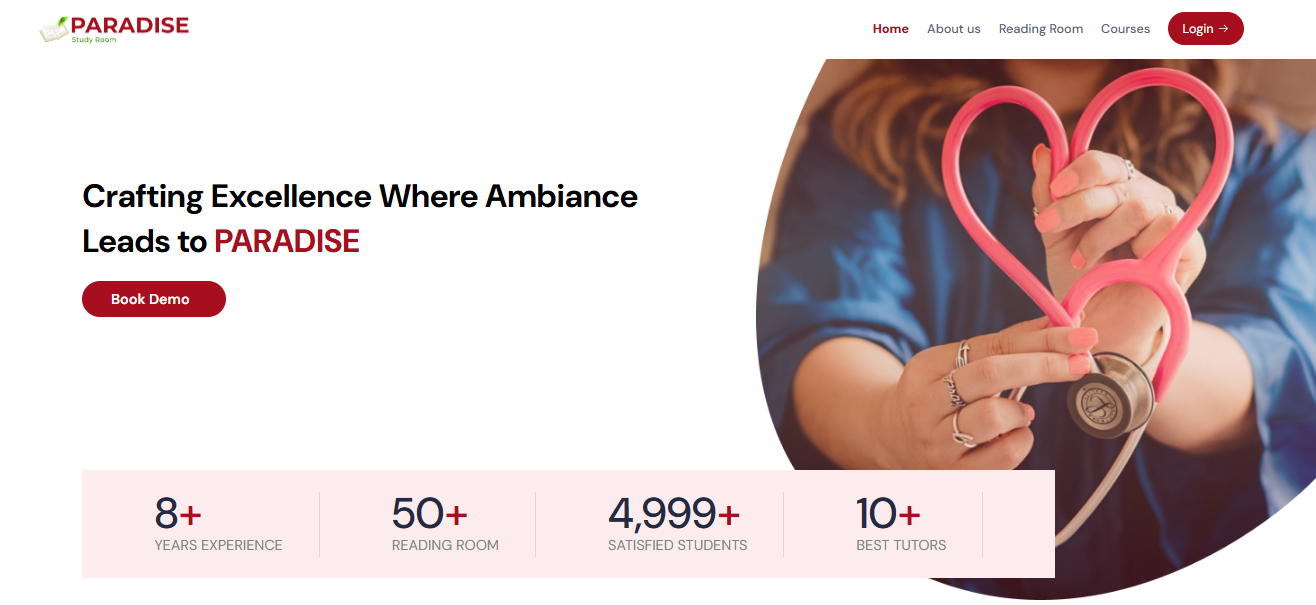 PARADISE
Study Room
Home
About us
Reading Room
Courses
Login →
Crafting Excellence Where Ambiance
Leads to PARADISE
Book Demo
8+
YEARS EXPERIENCE
50+
READING ROOM
4,999+
SATISFIED STUDENTS
10+
BEST TUTORS